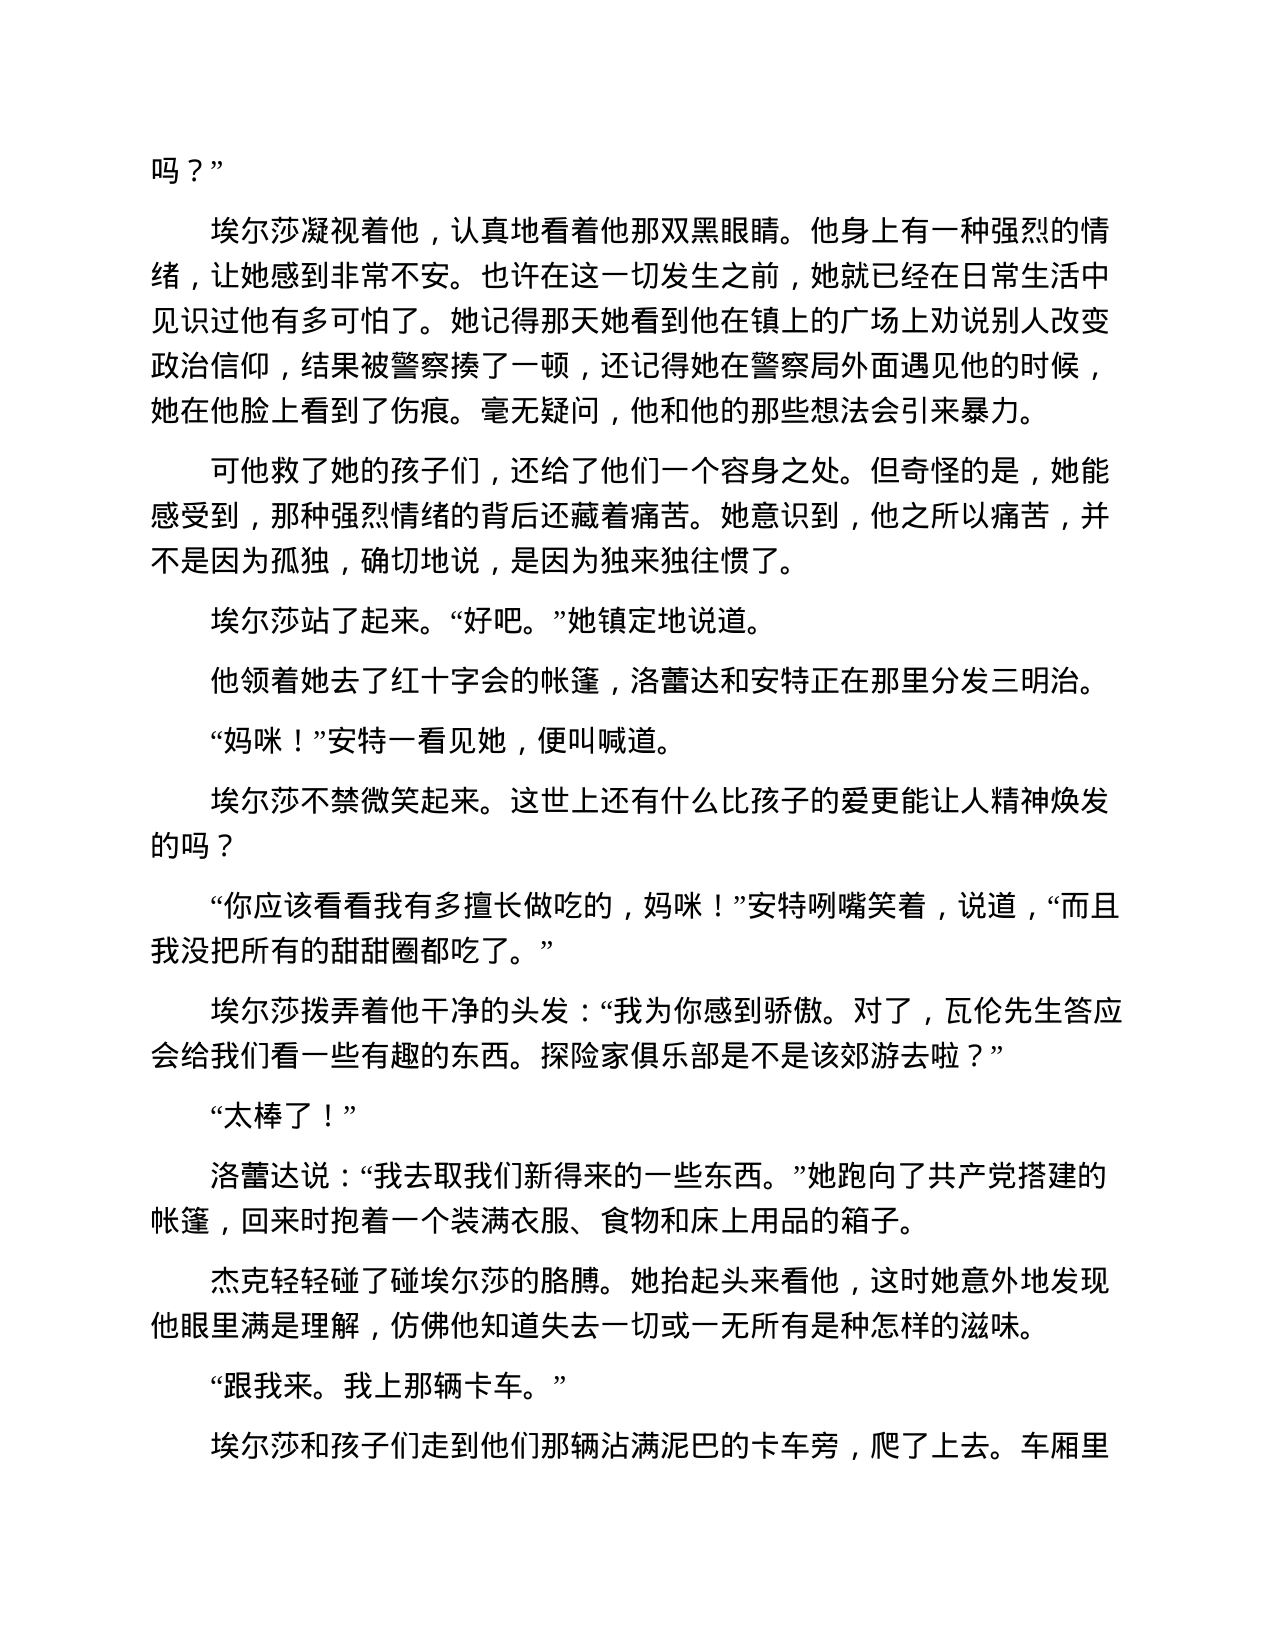 吗？”
埃尔莎凝视着他，认真地看着他那双黑眼睛。他身上有一种强烈的情
绪，让她感到非常不安。也许在这一切发生之前，她就已经在日常生活中
见识过他有多可怕了。她记得那天她看到他在镇上的广场上劝说别人改变
政治信仰，结果被警察揍了一顿，还记得她在警察局外面遇见他的时候，
她在他脸上看到了伤痕。毫无疑问，他和他的那些想法会引来暴力。
可他救了她的孩子们，还给了他们一个容身之处。但奇怪的是，她能
感受到，那种强烈情绪的背后还藏着痛苦。她意识到，他之所以痛苦，并
不是因为孤独，确切地说，是因为独来独往惯了。
埃尔莎站了起来。“好吧。”她镇定地说道。
他领着她去了红十字会的帐篷，洛蕾达和安特正在那里分发三明治。
“妈咪！”安特一看见她，便叫喊道。
埃尔莎不禁微笑起来。这世上还有什么比孩子的爱更能让人精神焕发
的吗？
“你应该看看我有多擅长做吃的，妈咪！”安特咧嘴笑着，说道，“而且
我没把所有的甜甜圈都吃了。”
埃尔莎拨弄着他干净的头发：“我为你感到骄傲。对了，瓦伦先生答应
会给我们看一些有趣的东西。探险家俱乐部是不是该郊游去啦？”
“太棒了！”
洛蕾达说：“我去取我们新得来的一些东西。”她跑向了共产党搭建的
帐篷，回来时抱着一个装满衣服、食物和床上用品的箱子。
杰克轻轻碰了碰埃尔莎的胳膊。她抬起头来看他，这时她意外地发现
他眼里满是理解，仿佛他知道失去一切或一无所有是种怎样的滋味。
“跟我来。我上那辆卡车。”
埃尔莎和孩子们走到他们那辆沾满泥巴的卡车旁，爬了上去。车厢里